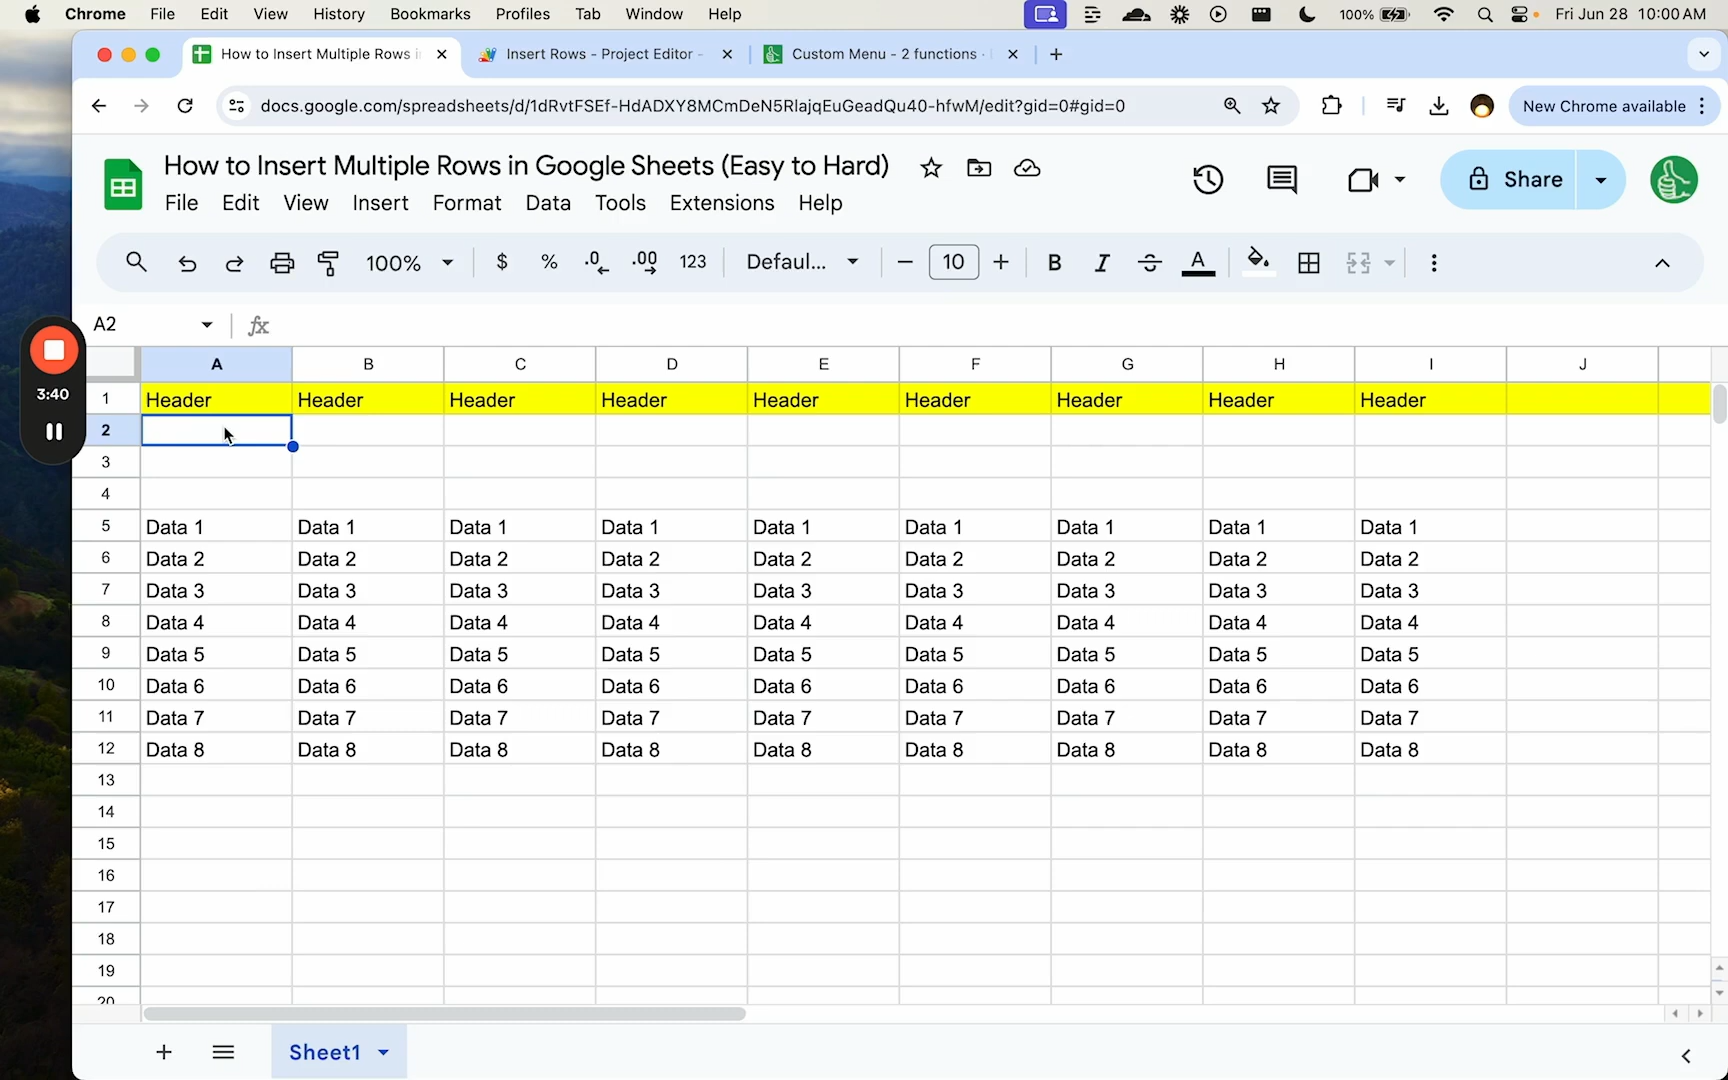 Chrome File Edit View History Bookmarks Profiles Tab Window Help 100% Fri Jun 28 10:00 AM
How to Insert Multiple Rows i Insert Rows - Project Editor - Custom Menu - 2 functions ·
docs.google.com/spreadsheets/d/1dRvtFSEf-HdADXY8MCmDeN5RlajqEuGeadQu40-hfwM/edit?gid=0#gid=0 New Chrome available
How to Insert Multiple Rows in Google Sheets (Easy to Hard)
File Edit View Insert Format Data Tools Extensions Help
Share
100% $ % .0 .00 123 Defaul... 10 B I S A
A2 fx
3:40
A B C D E F G H I J
1 Header Header Header Header Header Header Header Header Header
2
3
4
5 Data 1 Data 1 Data 1 Data 1 Data 1 Data 1 Data 1 Data 1 Data 1
6 Data 2 Data 2 Data 2 Data 2 Data 2 Data 2 Data 2 Data 2 Data 2
7 Data 3 Data 3 Data 3 Data 3 Data 3 Data 3 Data 3 Data 3 Data 3
8 Data 4 Data 4 Data 4 Data 4 Data 4 Data 4 Data 4 Data 4 Data 4
9 Data 5 Data 5 Data 5 Data 5 Data 5 Data 5 Data 5 Data 5 Data 5
10 Data 6 Data 6 Data 6 Data 6 Data 6 Data 6 Data 6 Data 6 Data 6
11 Data 7 Data 7 Data 7 Data 7 Data 7 Data 7 Data 7 Data 7 Data 7
12 Data 8 Data 8 Data 8 Data 8 Data 8 Data 8 Data 8 Data 8 Data 8
13
14
15
16
17
18
19
20
Sheet1